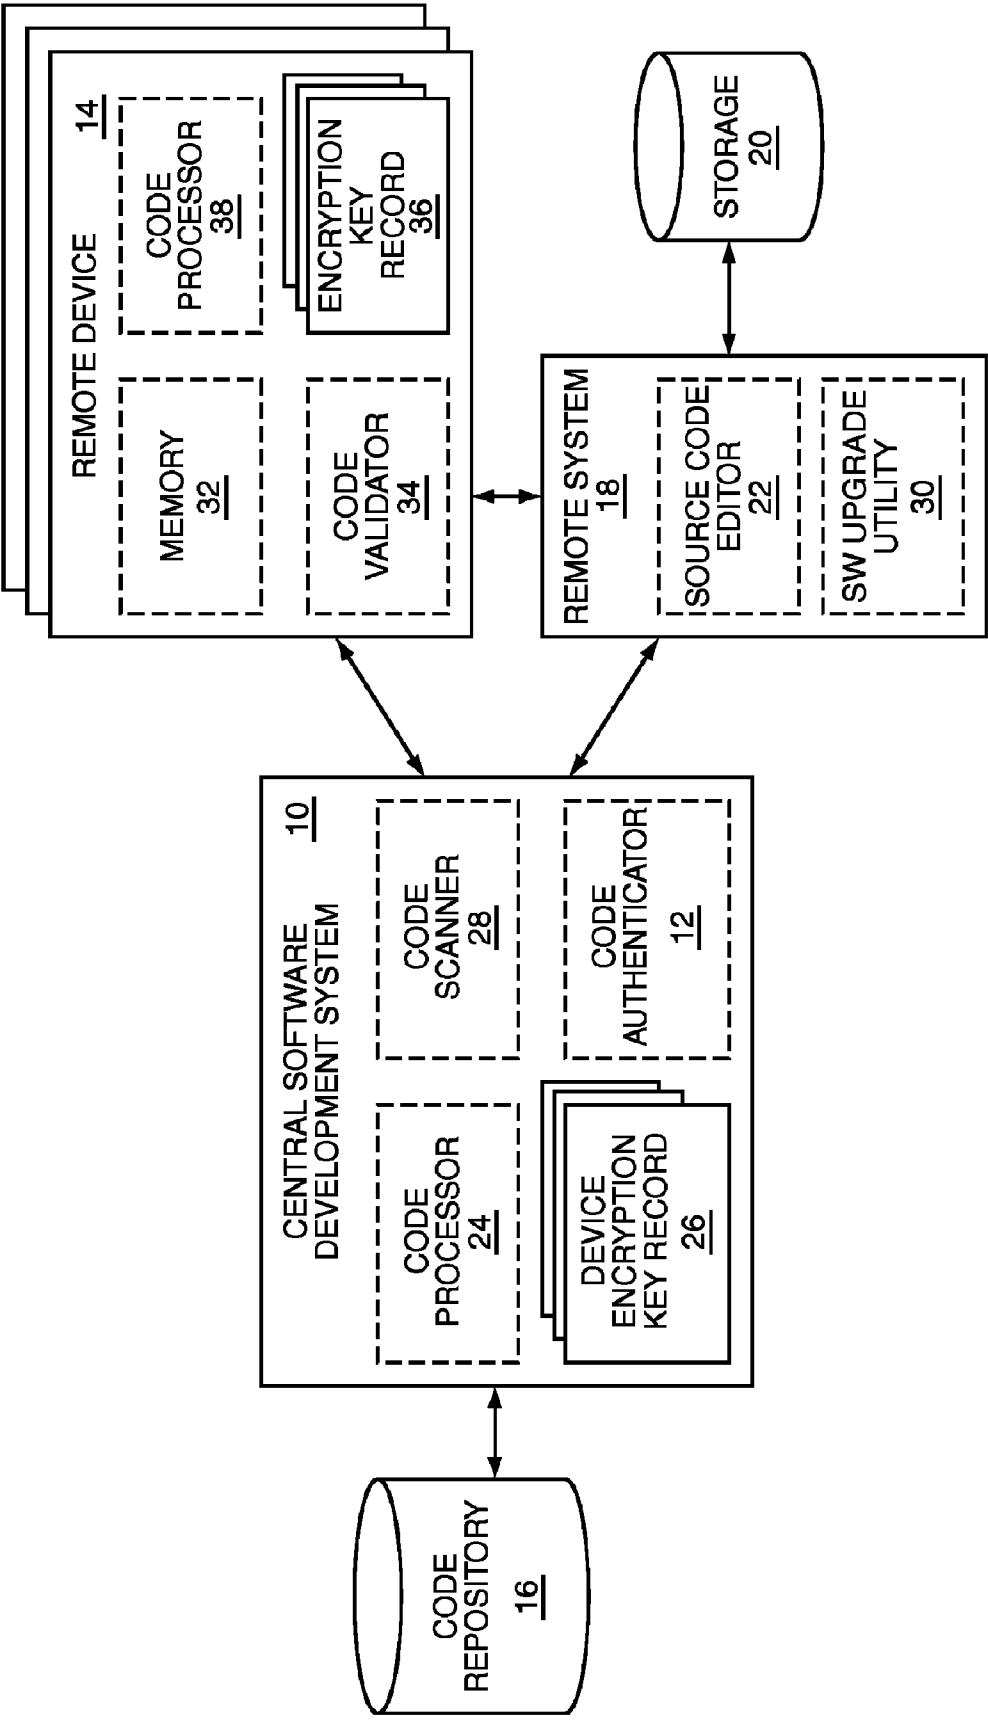 CODE
REPOSITORY
16
CENTRAL SOFTWARE
DEVELOPMENT SYSTEM
10
CODE
PROCESSOR
24
CODE
SCANNER
28
DEVICE
ENCRYPTION
KEY RECORD
26
CODE
AUTHENTICATOR
12
REMOTE DEVICE
14
MEMORY
32
CODE
PROCESSOR
38
CODE
VALIDATOR
34
ENCRYPTION
KEY
RECORD
36
REMOTE SYSTEM
18
SOURCE CODE
EDITOR
22
SW UPGRADE
UTILITY
30
STORAGE
20